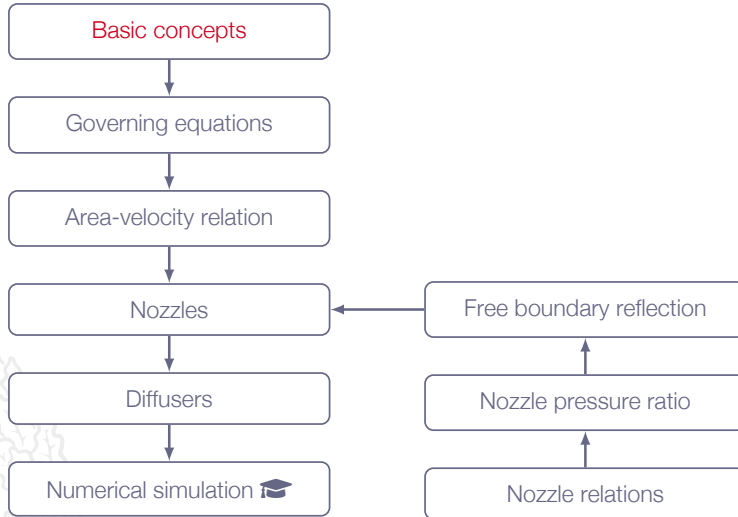 Basic concepts
Governing equations
Area-velocity relation
Nozzles
Free boundary reflection
Diffusers
Nozzle pressure ratio
Numerical simulation
Nozzle relations